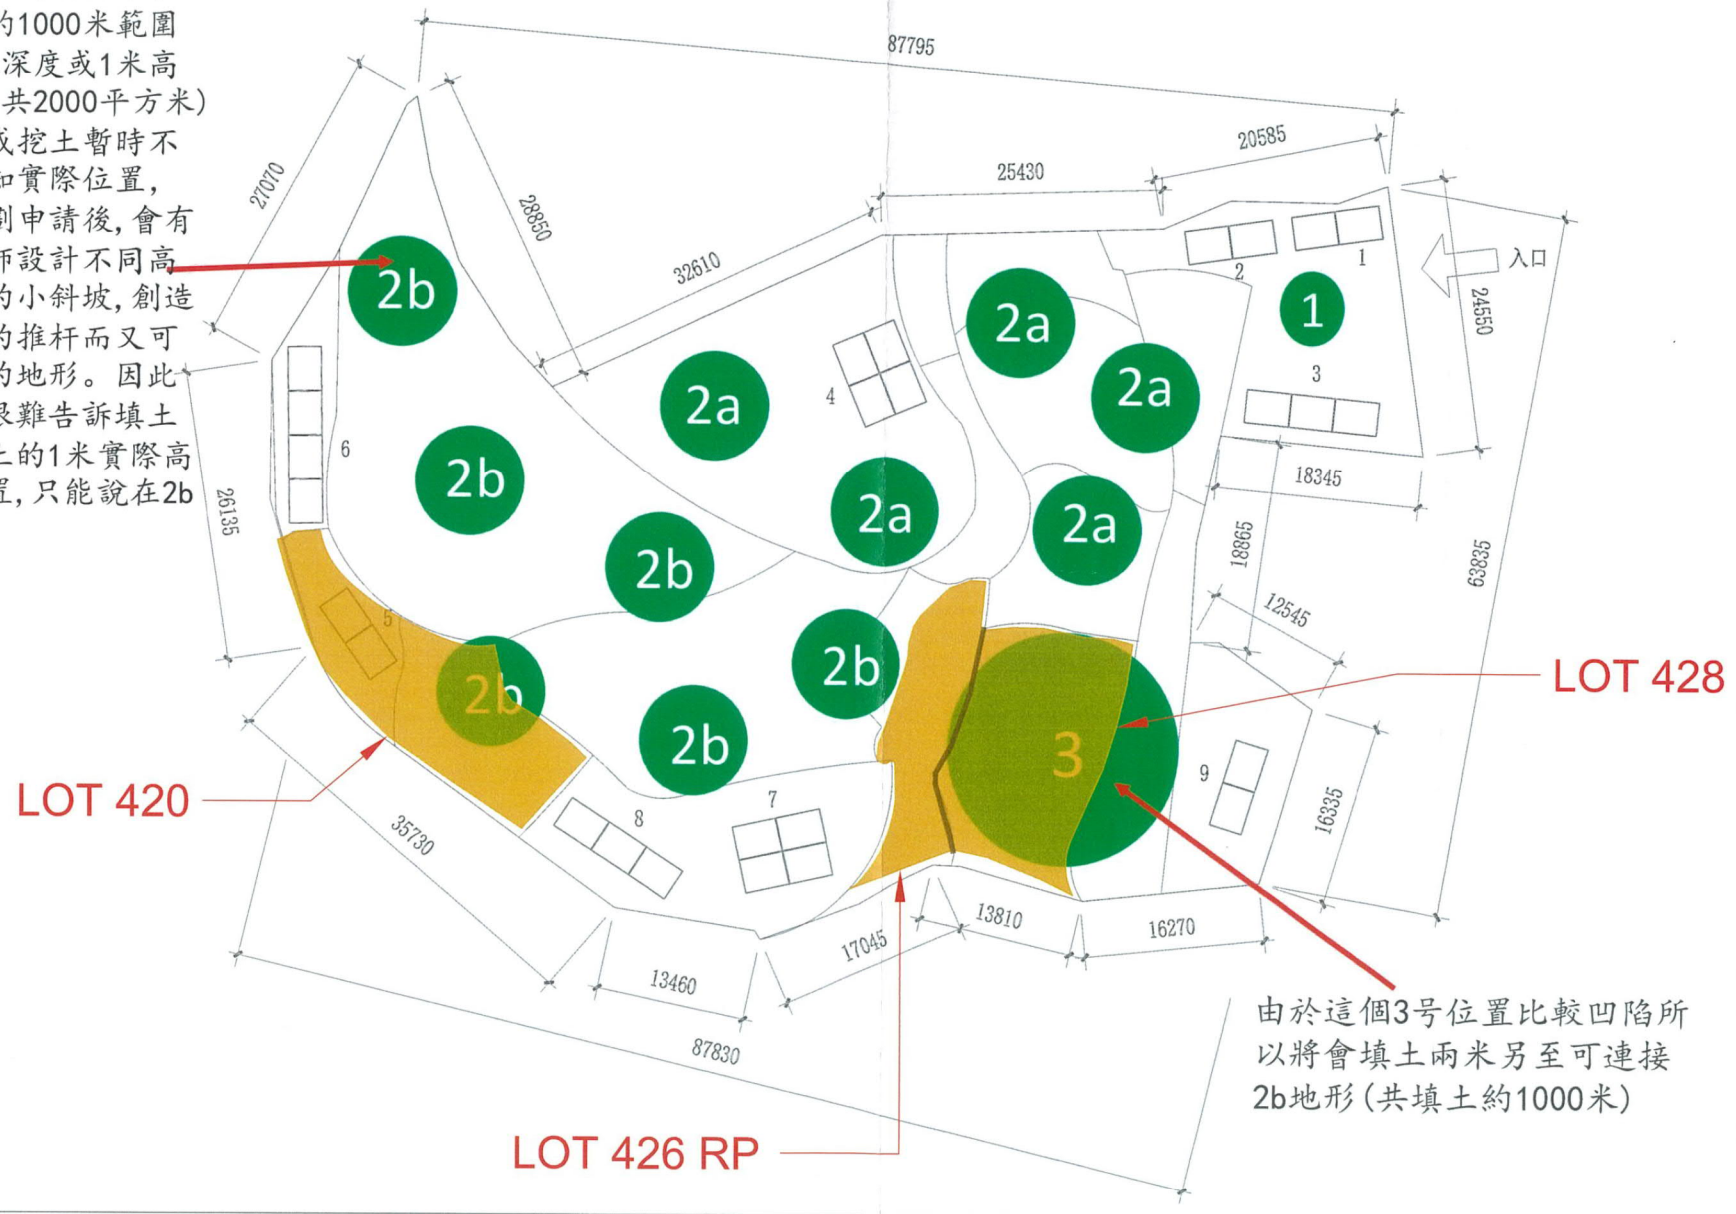 的1000米範圍
深度或1米高
共2000平方米)
或挖土暫時不
知實際位置,
劃申請後,會有
師設計不同高
的小斜坡,創造
的推杆而又可
的地形。因此
很難告訴填土
土的1米實際高
置,只能說在2b
87795
20585
25430
27070
28850
32610
入口
24550
1
2
1
3
2b
2a
2a
2a
4
6
2b
2a
2a
18345
26135
18865
63835
2b
12545
5
2b
2b
LOT 428
2b
3
9
16335
LOT 420
35730
8
7
13810
16270
17045
13460
87830
由於這個3号位置比較凹陷所
以將會填土兩米另至可連接
2b地形(共填土約1000米)
LOT 426 RP